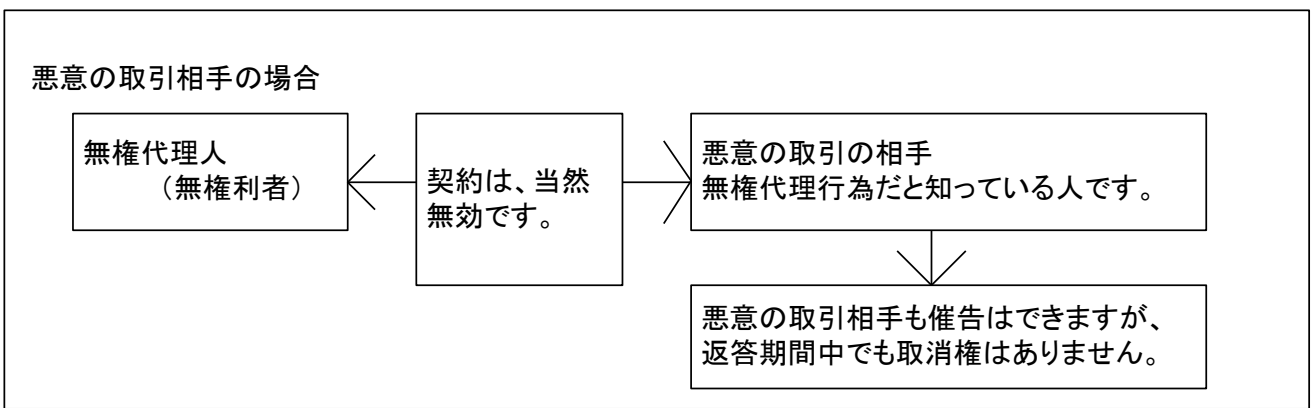 悪意の取引相手の場合
無権代理人
（無権利者）
契約は、当然
無効です。
悪意の取引の相手
無権代理行為だと知っている人です。
悪意の取引相手も催告はできますが、
返答期間中でも取消権はありません。